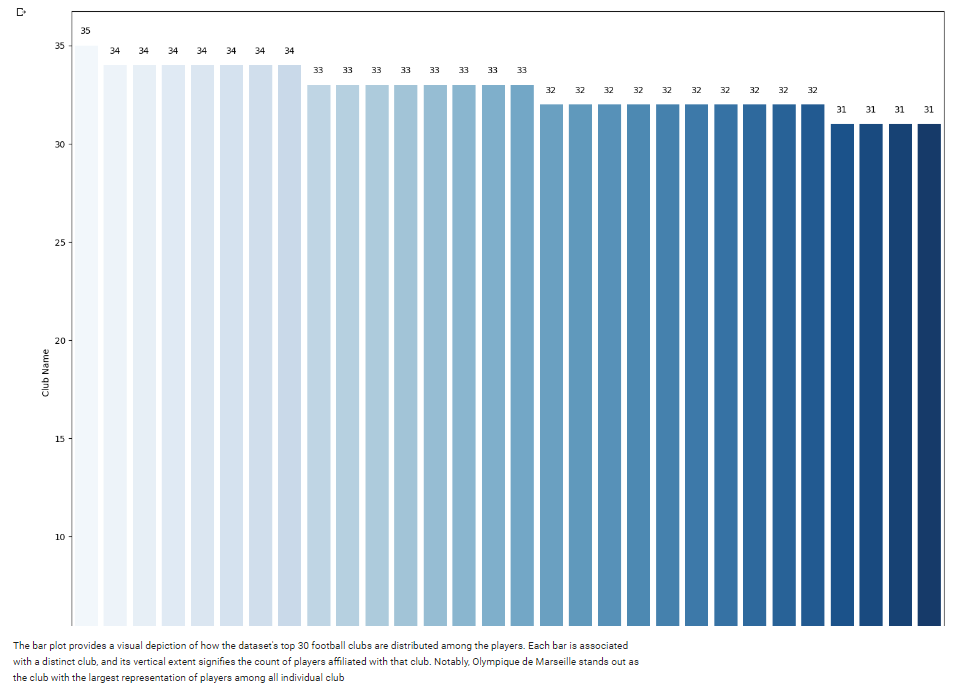 35
34 34 34 34 34 34 34
35
33 33 33 33 33 33 33 33
32 32 32 32 32 32 32 32 32 32
31 31 31 31
30
25
20
Club Name
15
10
The bar plot provides a visual depiction of how the dataset's top 30 football clubs are distributed among the players. Each bar is associated
with a distinct club, and its vertical extent signifies the count of players affiliated with that club. Notably, Olympique de Marseille stands out as
the club with the largest representation of players among all individual club